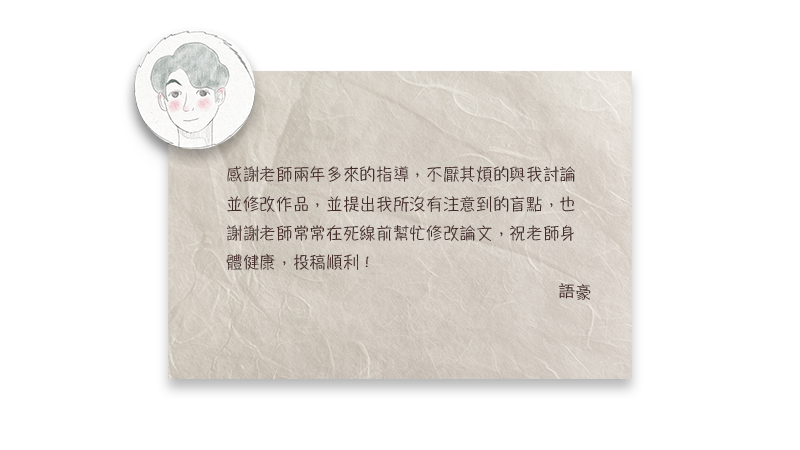 感謝老師兩年多來的指導，不厭其煩的與我討論
並修改作品，並提出我所沒有注意到的盲點，也
謝謝老師常常在死線前幫忙修改論文，祝老師身
體健康，投稿順利！
語豪